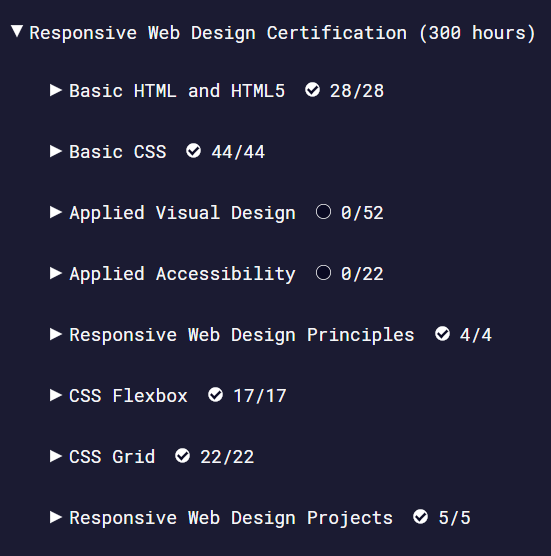 Responsive Web Design Certification (300 hours)
Basic HTML and HTML5 28/28
Basic CSS 44/44
Applied Visual Design 0/52
Applied Accessibility 0/22
Responsive Web Design Principles 4/4
CSS Flexbox 17/17
CSS Grid 22/22
Responsive Web Design Projects 5/5